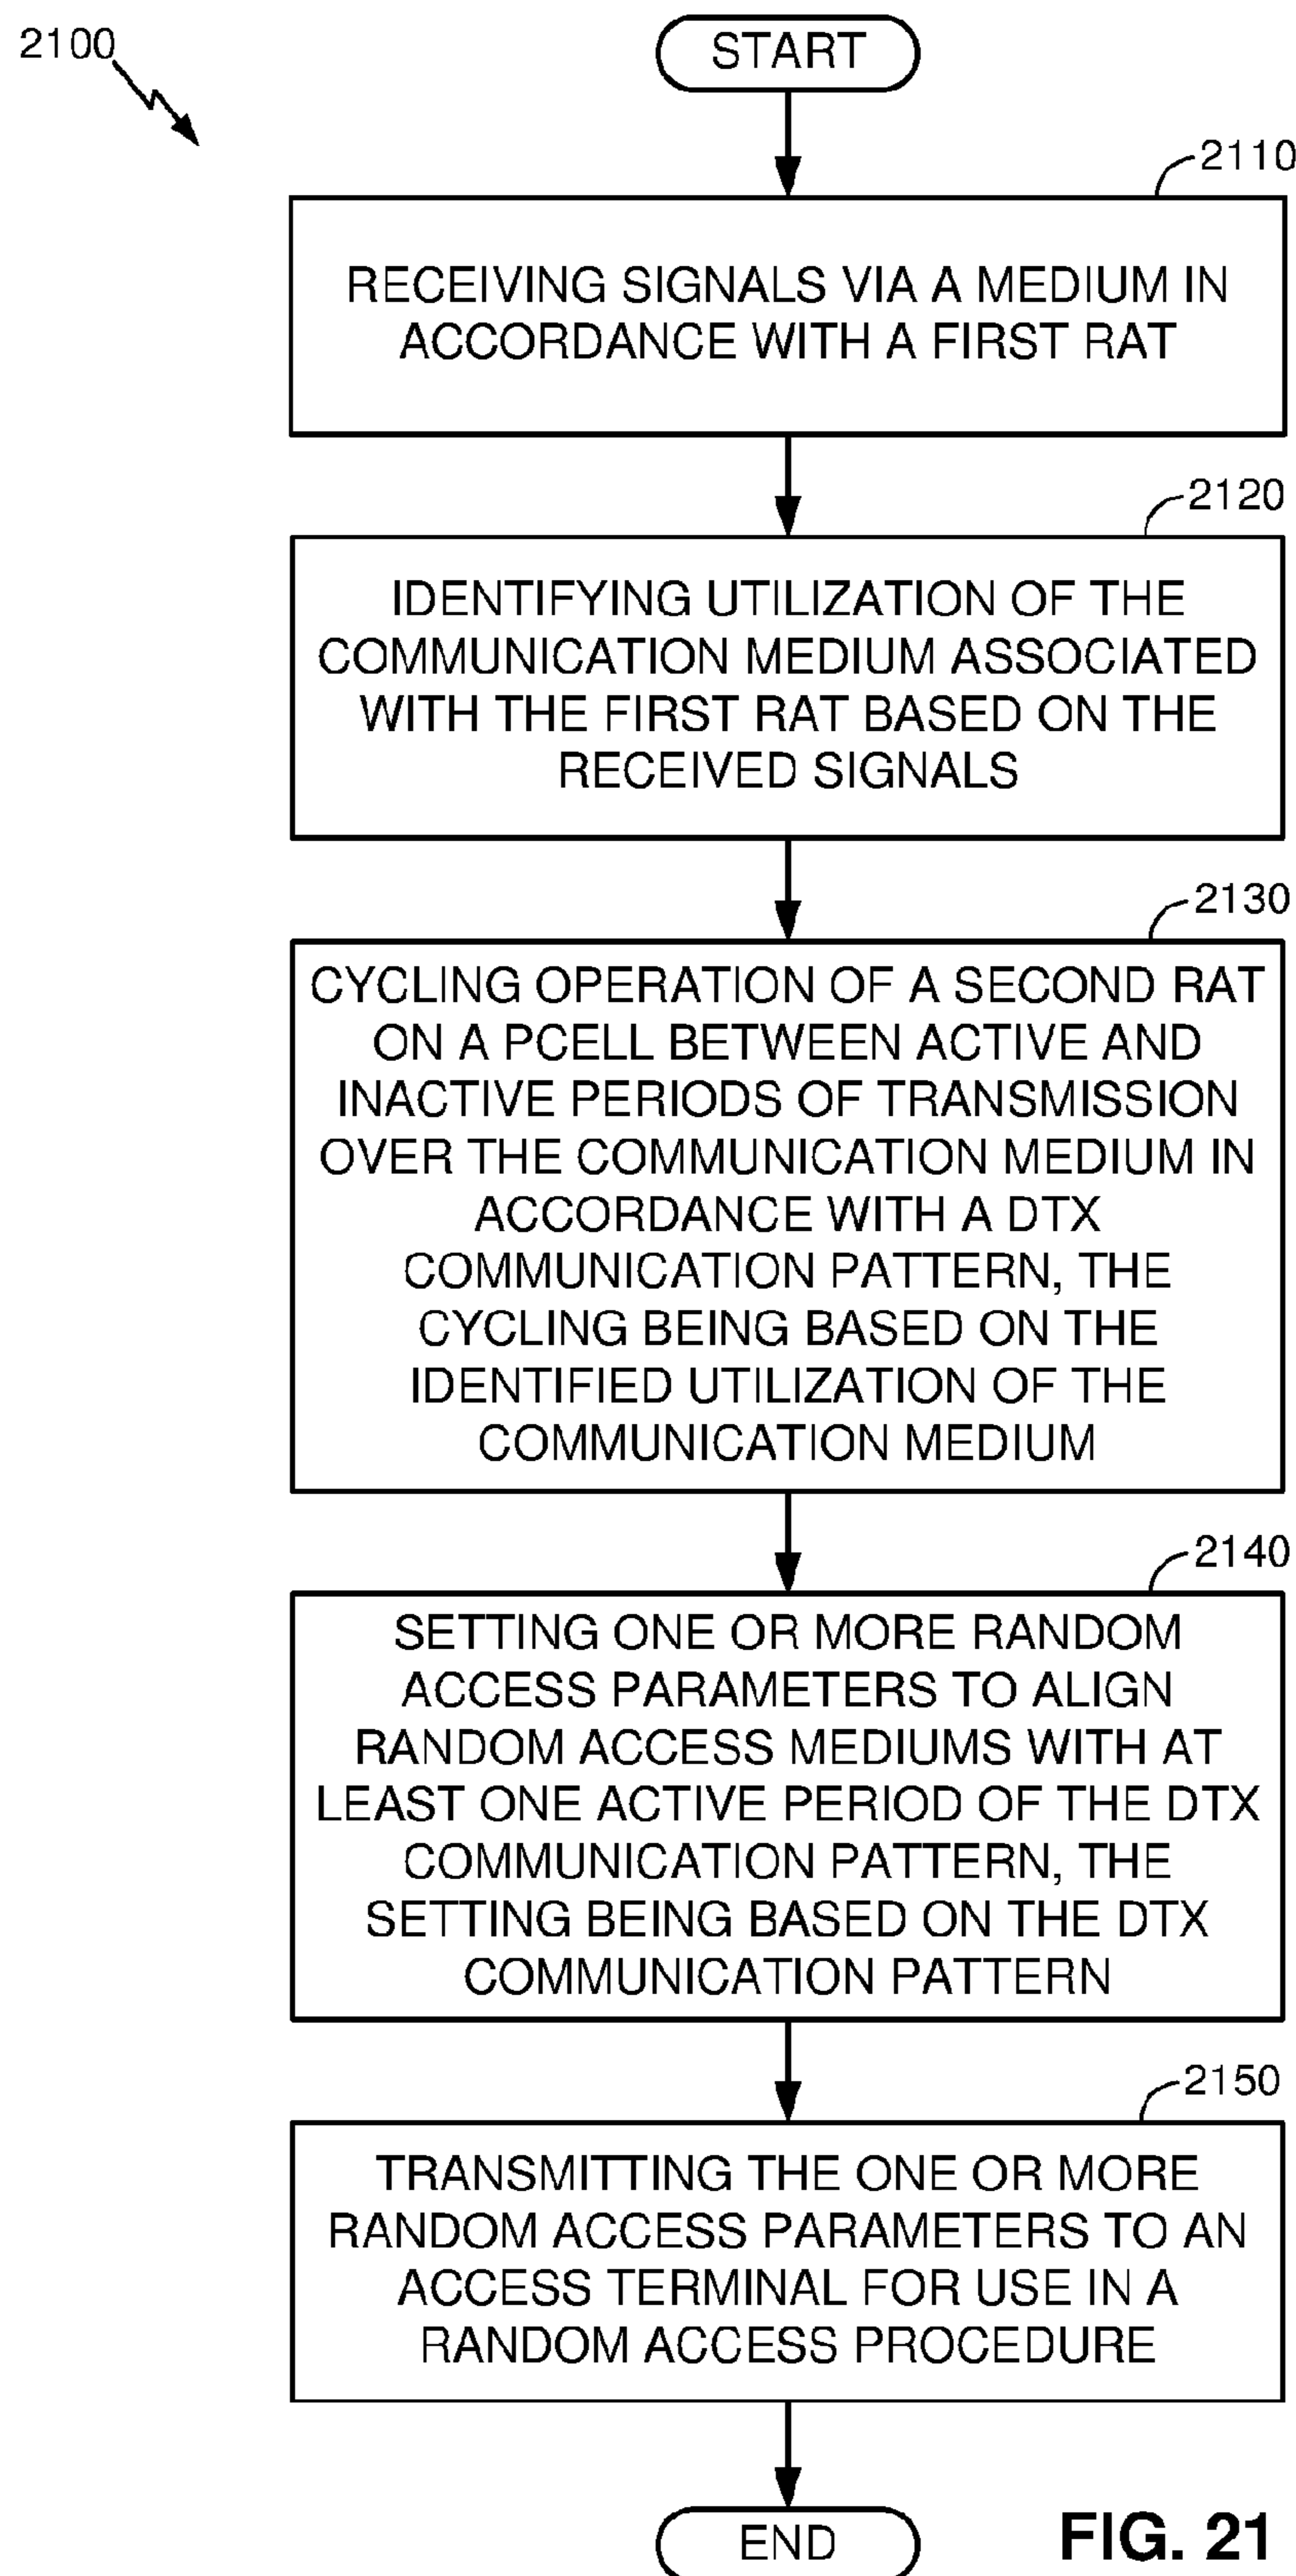 2100
START
2110
RECEIVING SIGNALS VIA A MEDIUM IN
ACCORDANCE WITH A FIRST RAT
2120
IDENTIFYING UTILIZATION OF THE
COMMUNICATION MEDIUM ASSOCIATED
WITH THE FIRST RAT BASED ON THE
RECEIVED SIGNALS
2130
CYCLING OPERATION OF A SECOND RAT
ON A PCELL BETWEEN ACTIVE AND
INACTIVE PERIODS OF TRANSMISSION
OVER THE COMMUNICATION MEDIUM IN
ACCORDANCE WITH A DTX
COMMUNICATION PATTERN, THE
CYCLING BEING BASED ON THE
IDENTIFIED UTILIZATION OF THE
COMMUNICATION MEDIUM
2140
SETTING ONE OR MORE RANDOM
ACCESS PARAMETERS TO ALIGN
RANDOM ACCESS MEDIUMS WITH AT
LEAST ONE ACTIVE PERIOD OF THE DTX
COMMUNICATION PATTERN, THE
SETTING BEING BASED ON THE DTX
COMMUNICATION PATTERN
2150
TRANSMITTING THE ONE OR MORE
RANDOM ACCESS PARAMETERS TO AN
ACCESS TERMINAL FOR USE IN A
RANDOM ACCESS PROCEDURE
END
FIG. 21